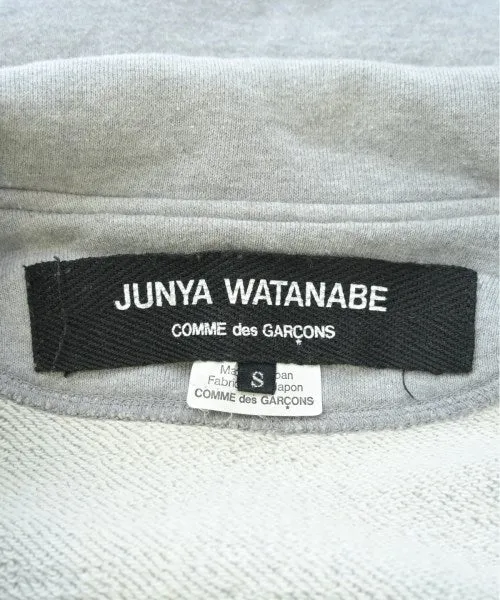 JUNYA WATANABE
COMME des GARÇONS
S
COMME des GARÇONS